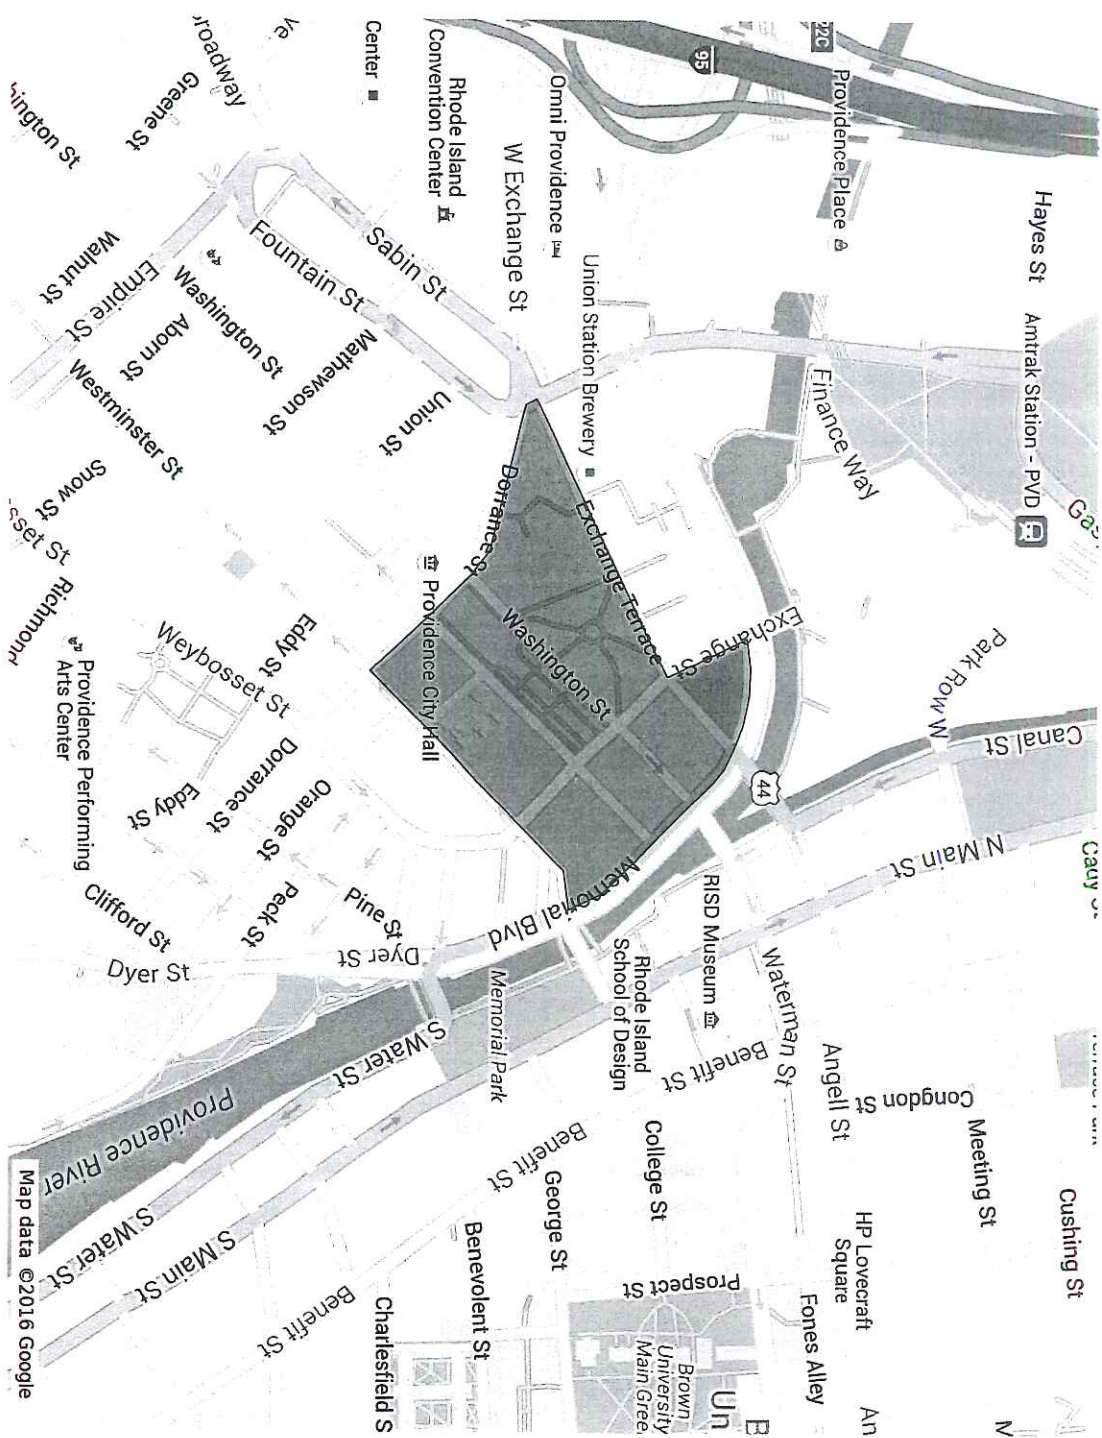 Hayes St
Amtrak Station - PVD
Cushing St
Meeting St
Park Row W
Canal St
N Main St
Congdon St
Angell St
HP Lovecraft
Square
Fones Alley
22C
Providence Place
95
Finance Way
44
Waterman St
Benefit St
RISD Museum
Rhode Island
School of Design
College St
Prospect St
Brown
University
Main Gree
Un
An
Omni Providence
Union Station Brewery
Exchange Terrace
Exchange St
W Exchange St
Rhode Island
Convention Center
Center
Sabin St
Fountain St
Dorrance St
Washington St
Providence City Hall
Memorial Blvd
Memorial Park
Benefit St
George St
Benevolent St
Charlesfield S
Greene St
Washington St
Mathewson St
Union St
Empire St
Aborn St
Walnut St
Westminster St
Snow St
Richmond
Eddy St
Weybosset St
Providence Performing
Arts Center
Dorrance St
Orange St
Eddy St
Peck St
Pine St
Clifford St
Dyer St
Dyer St
S Water St
Providence River
S Water St
S Main St
Benefit St
Map data ©2016 Google